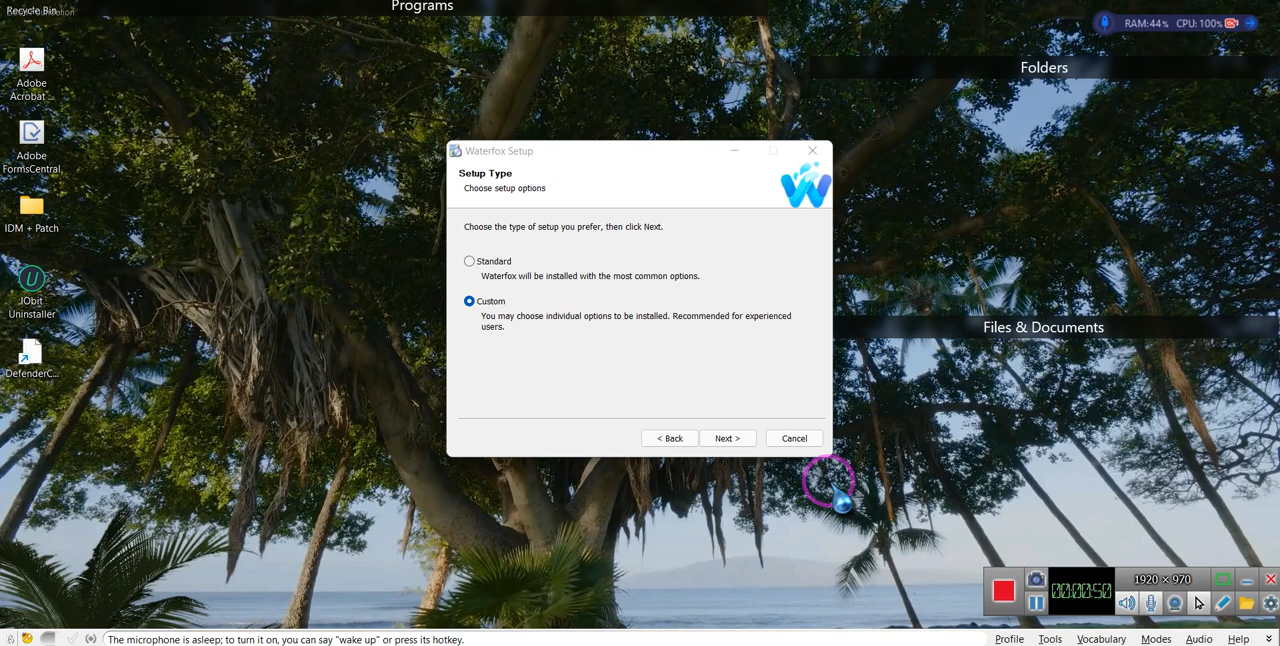 Programs
Recycle Bin
RAM:44% CPU:100%
Folders
Adobe
Acrobat ...
Adobe
FormsCentral
IDM + Patch
IObit
Uninstaller
DefenderC...
Waterfox Setup
Setup Type
Choose setup options
Choose the type of setup you prefer, then click Next.
Standard
Waterfox will be installed with the most common options.
Custom
You may choose individual options to be installed. Recommended for experienced
users.
< Back
Next >
Cancel
Files & Documents
1920 × 970
00:00:50
The microphone is asleep; to turn it on, you can say "wake up" or press its hotkey.
Profile Tools Vocabulary Modes Audio Help